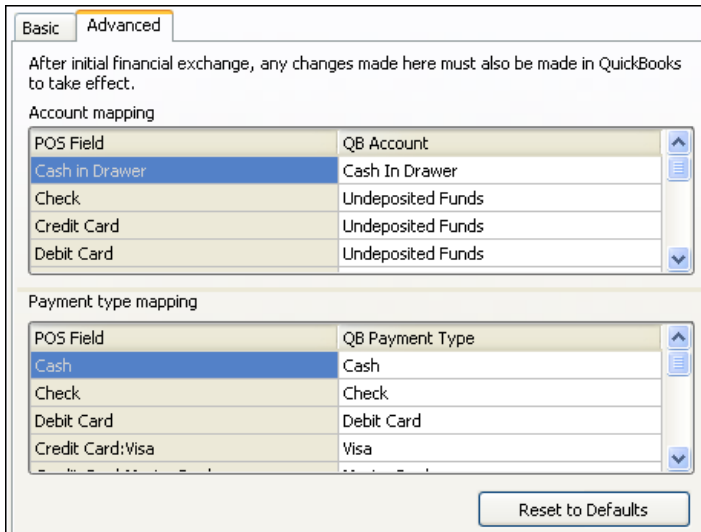 Basic Advanced
After initial financial exchange, any changes made here must also be made in QuickBooks
to take effect.
Account mapping
POS Field QB Account
Cash in Drawer Cash In Drawer
Check Undeposited Funds
Credit Card Undeposited Funds
Debit Card Undeposited Funds
Payment type mapping
POS Field QB Payment Type
Cash Cash
Check Check
Debit Card Debit Card
Credit Card:Visa Visa
Reset to Defaults